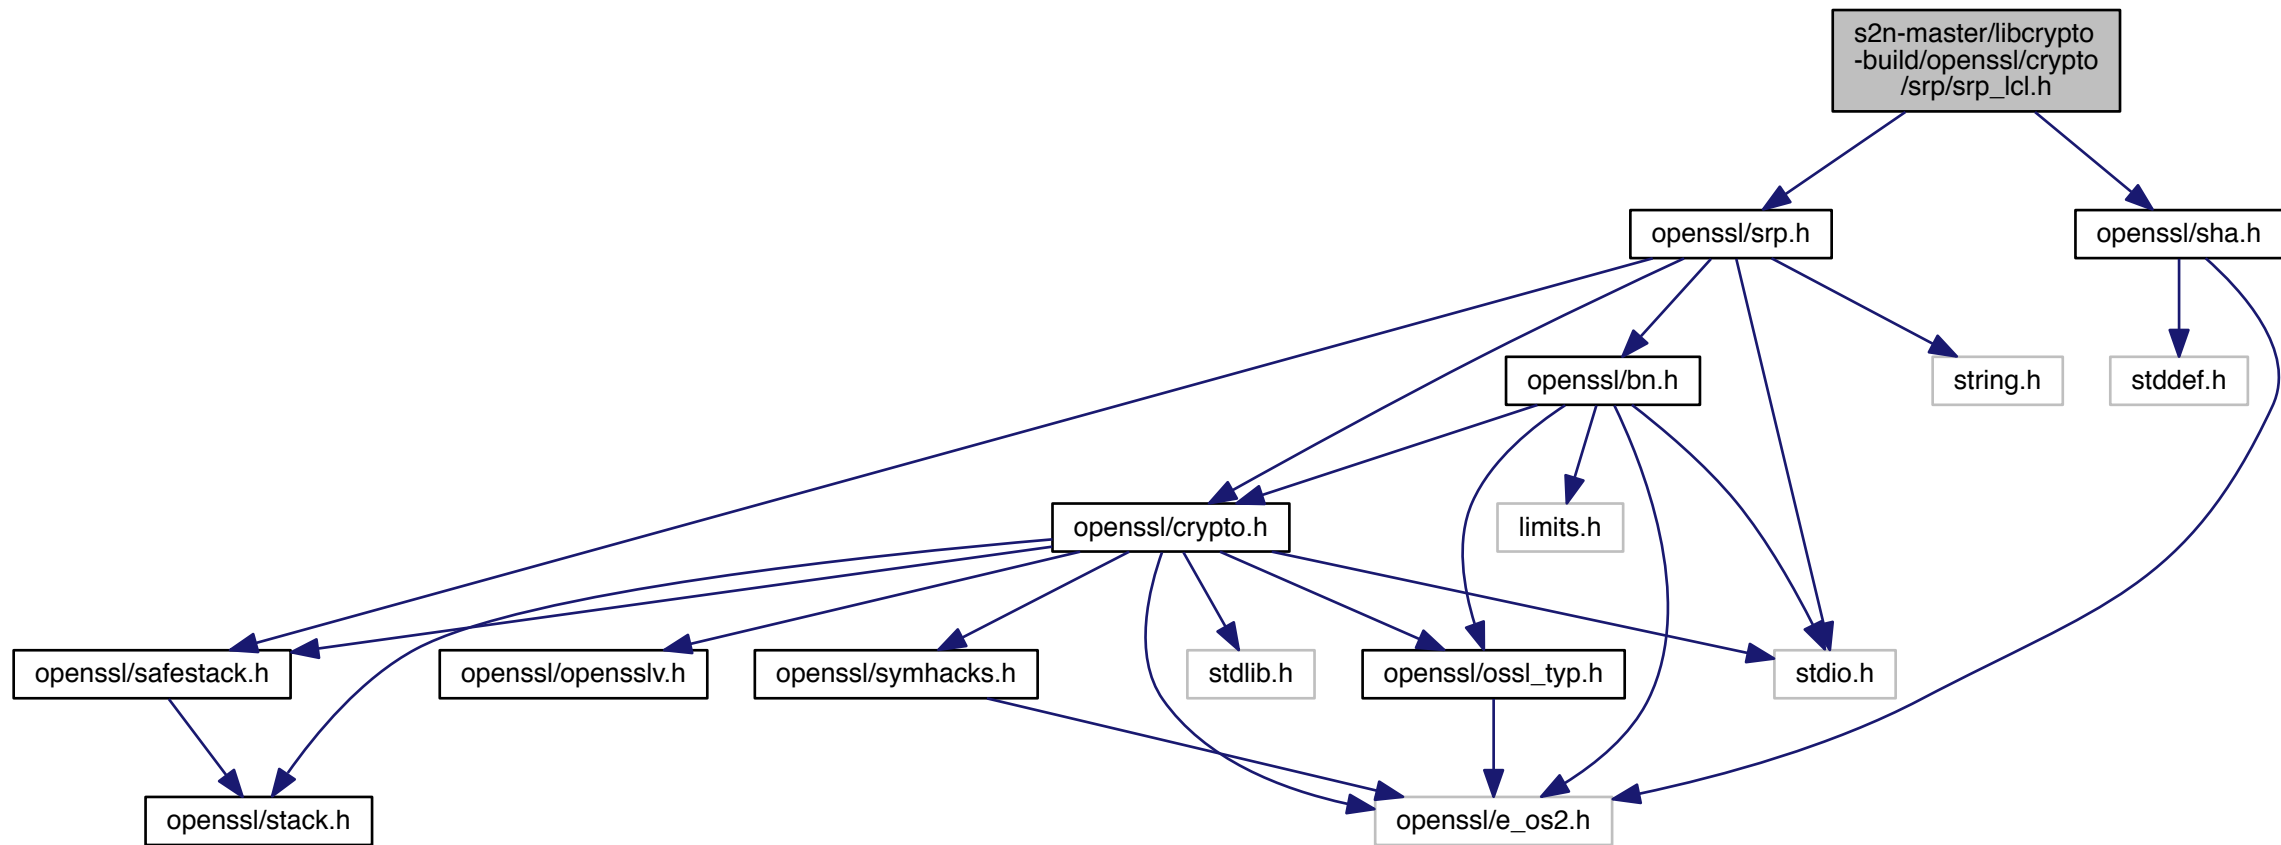 s2n-master/libcrypto
-build/openssl/crypto
/srp/srp_lcl.h
openssl/srp.h
openssl/sha.h
openssl/bn.h
string.h
stddef.h
openssl/crypto.h
limits.h
openssl/safestack.h
openssl/opensslv.h
openssl/symhacks.h
stdlib.h
openssl/ossl_typ.h
stdio.h
openssl/stack.h
openssl/e_os2.h